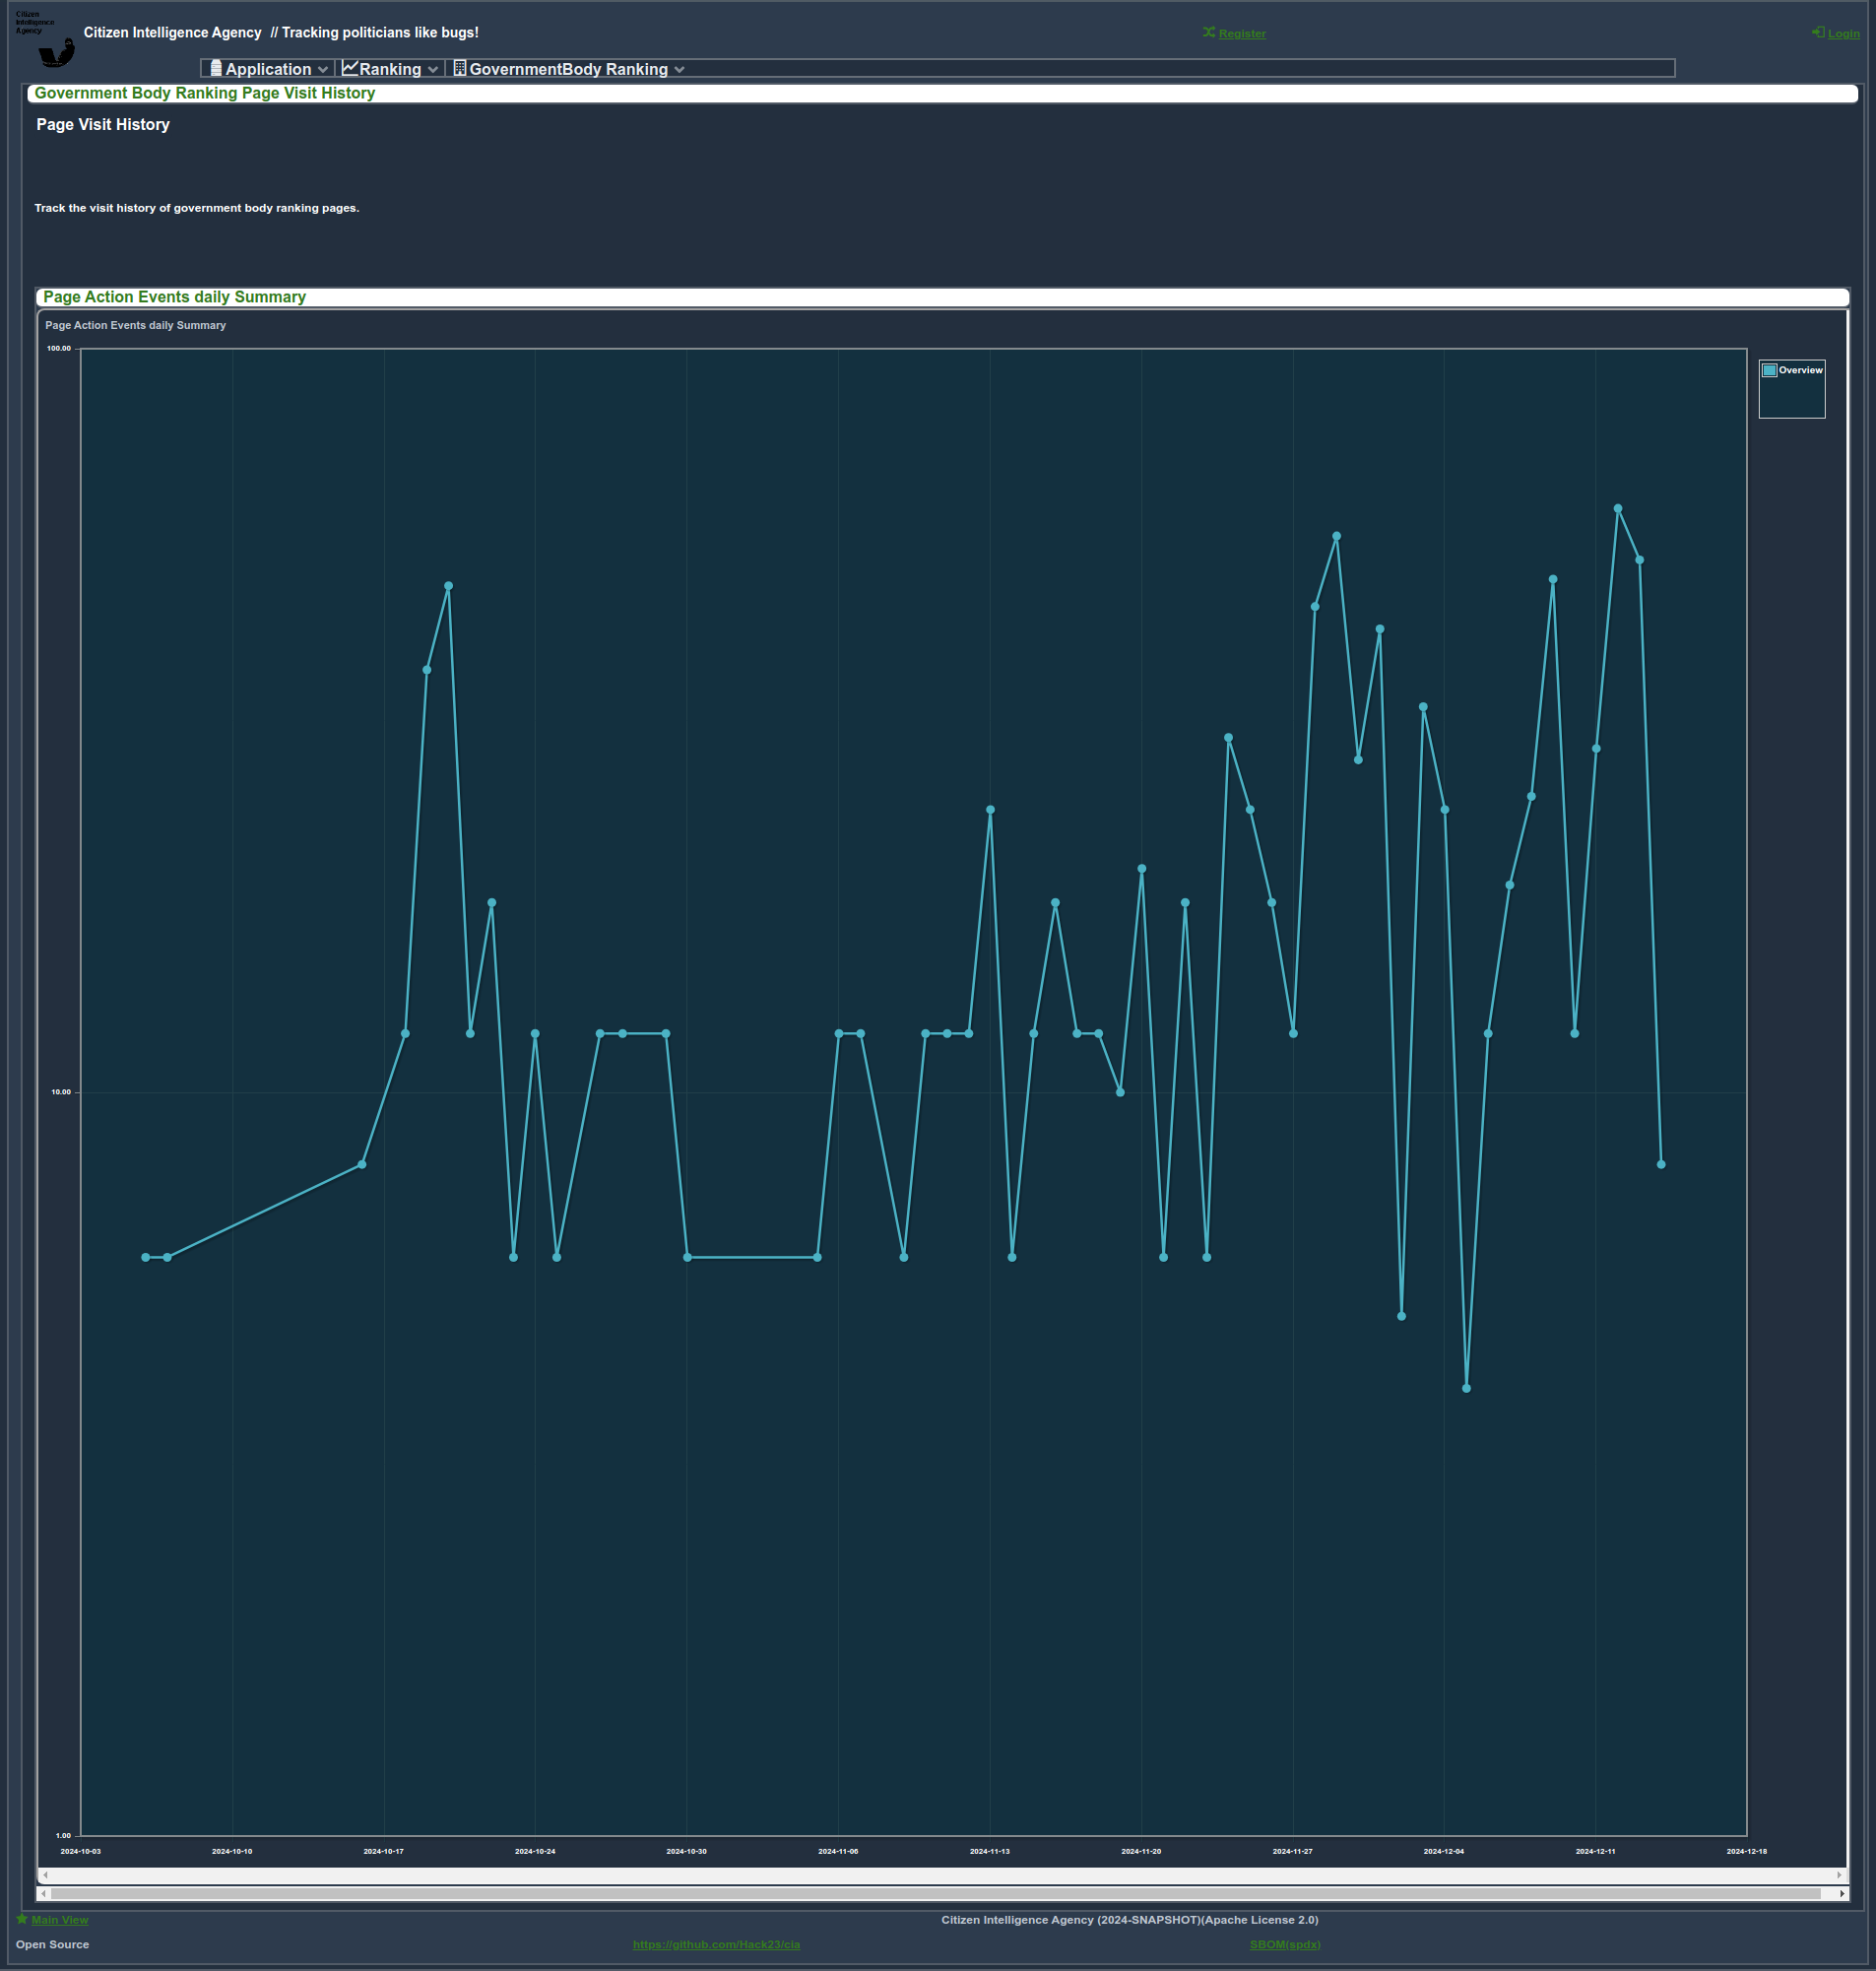 Citizen
Intelligence
Agency
Citizen Intelligence Agency // Tracking politicians like bugs!
Register
Login
Application
Ranking
GovernmentBody Ranking
Government Body Ranking Page Visit History
Page Visit History
Track the visit history of government body ranking pages.
Page Action Events daily Summary
Page Action Events daily Summary
100.00
Overview
10.00
1.00
2024-10-03
2024-10-10
2024-10-17
2024-10-24
2024-10-30
2024-11-06
2024-11-13
2024-11-20
2024-11-27
2024-12-04
2024-12-11
2024-12-18
Main View
Citizen Intelligence Agency (2024-SNAPSHOT)(Apache License 2.0)
Open Source
https://github.com/Hack23/cia
SBOM(spdx)